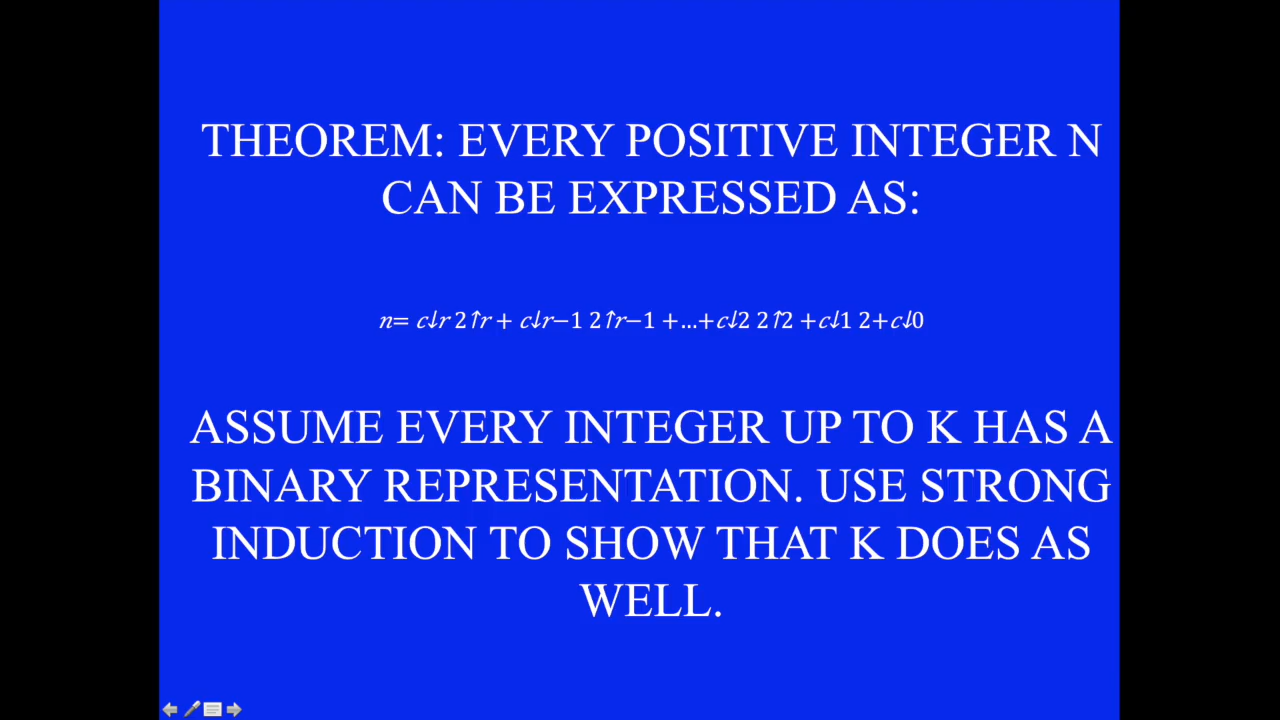 THEOREM: EVERY POSITIVE INTEGER N
CAN BE EXPRESSED AS:
n= c↓r 2↑r + c↓r−1 2↑r−1 +…+c↓2 2↑2 +c↓1 2+c↓0
ASSUME EVERY INTEGER UP TO K HAS A
BINARY REPRESENTATION. USE STRONG
INDUCTION TO SHOW THAT K DOES AS
WELL.